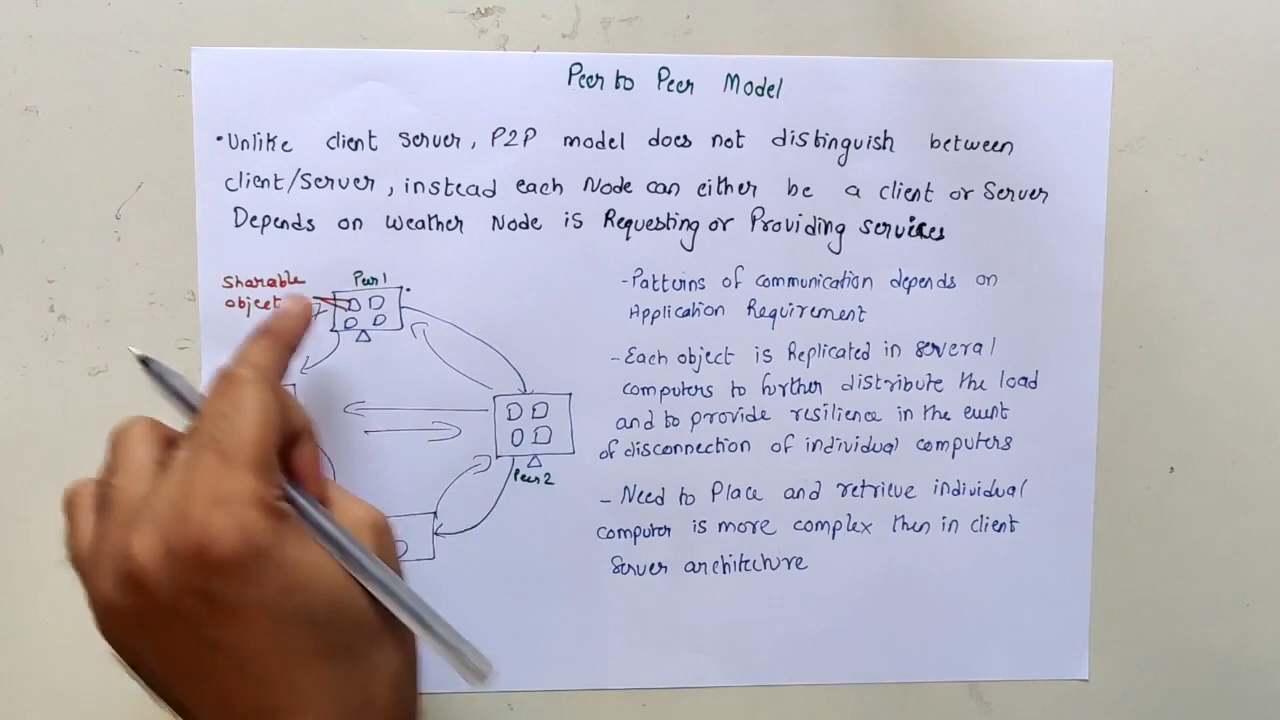 Peer to Peer Model
•Unlike client server, P2P model does not distinguish between
client/server, instead each Node can either be a client or server
Depends on weather Node is Requesting or Providing services
Sharable
object
Peer1
Peer2
-Patterns of communication depends on
Application Requirement
-Each object is Replicated in several
computers to further distribute the load
and to provide resilience in the event
of disconnection of individual computers
- Need to Place and retrieve individual
computer is more complex then in client
Server architecture